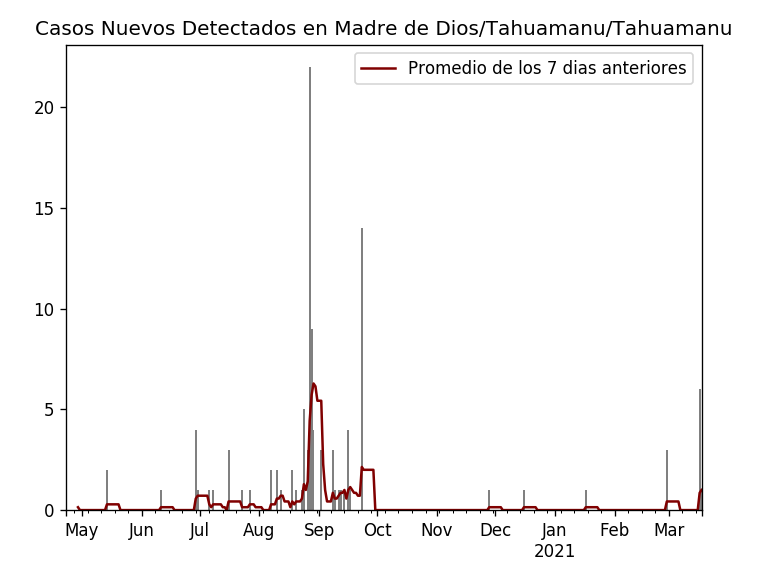 Casos Nuevos Detectados en Madre de Dios/Tahuamanu/Tahuamanu
Promedio de los 7 dias anteriores
20
15
10
5
0
May Jun Jul Aug Sep Oct Nov Dec Jan Feb Mar
2021